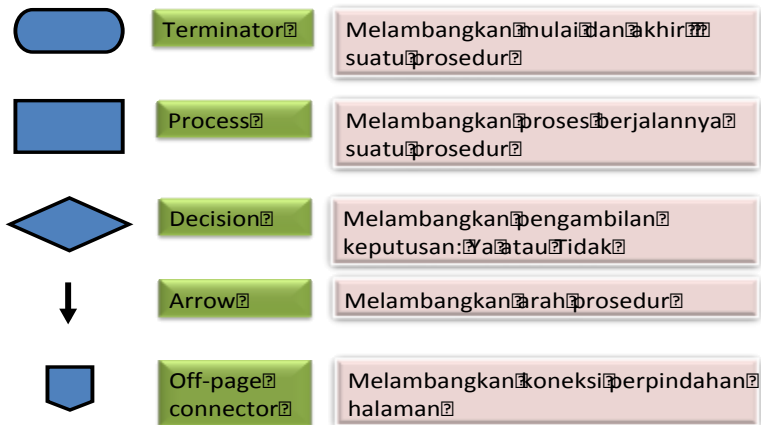 Terminator
Melambangkan mulai dan akhir
suatu prosedur
Process
Melambangkan proses berjalannya
suatu prosedur
Decision
Melambangkan pengambilan
keputusan: Ya atau Tidak
Arrow
Melambangkan arah prosedur
Off-page
connector
Melambangkan koneksi perpindahan
halaman